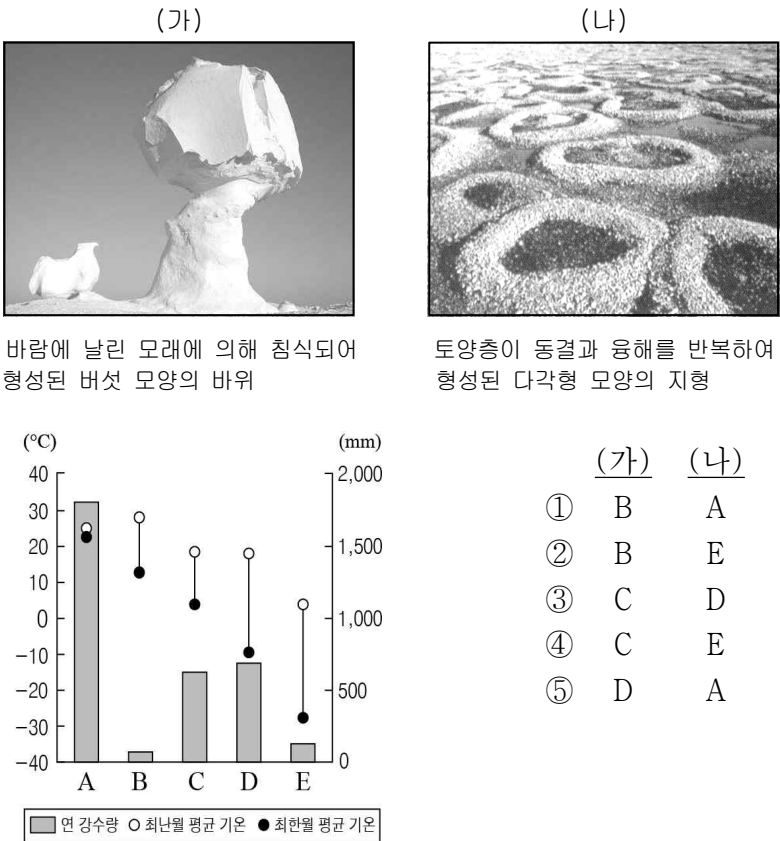 (가)
(나)
바람에 날린 모래에 의해 침식되어
형성된 버섯 모양의 바위
토양층이 동결과 융해를 반복하여
형성된 다각형 모양의 지형
(℃) (mm)
40 2,000
30
20 1,500
10
0 1,000
-10
-20 500
-30
-40 0
A B C D E
연 강수량 최난월 평균 기온 최한월 평균 기온
(가) (나)
① B A
② B E
③ C D
④ C E
⑤ D A